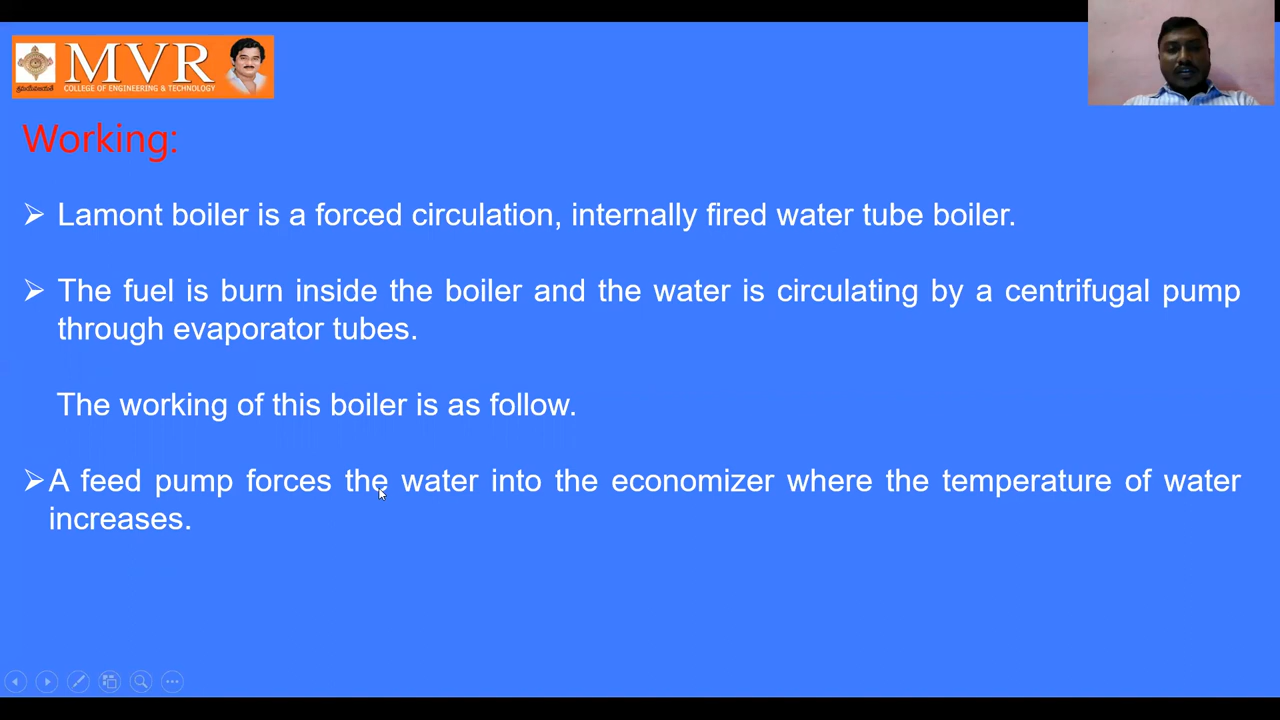 MVR
COLLEGE OF ENGINEERING & TECHNOLOGY
Working:
➢ Lamont boiler is a forced circulation, internally fired water tube boiler.
➢ The fuel is burn inside the boiler and the water is circulating by a centrifugal pump
through evaporator tubes.
The working of this boiler is as follow.
➢ A feed pump forces the water into the economizer where the temperature of water
increases.